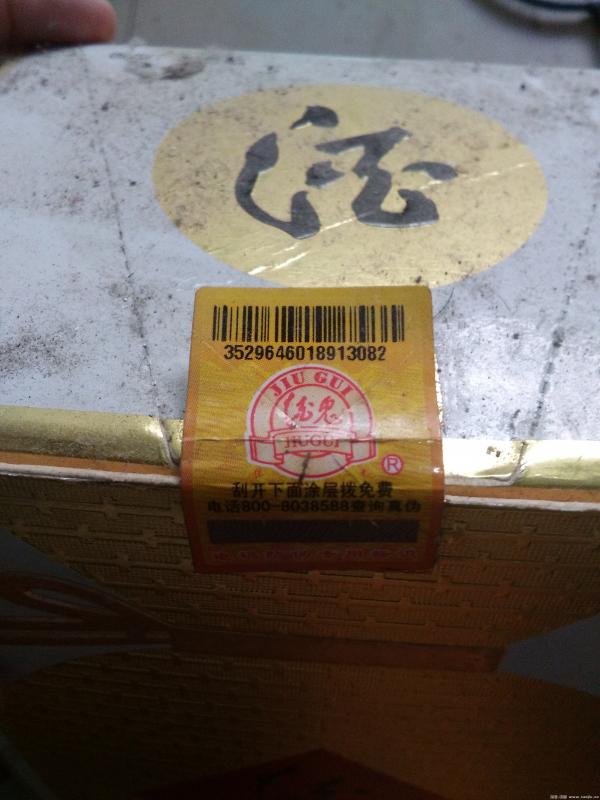 酒
3529646018913082
JIU GUI
酒鬼
JIUGUI
®
刮开下面涂层拨免费
电话800-8038588查询真伪